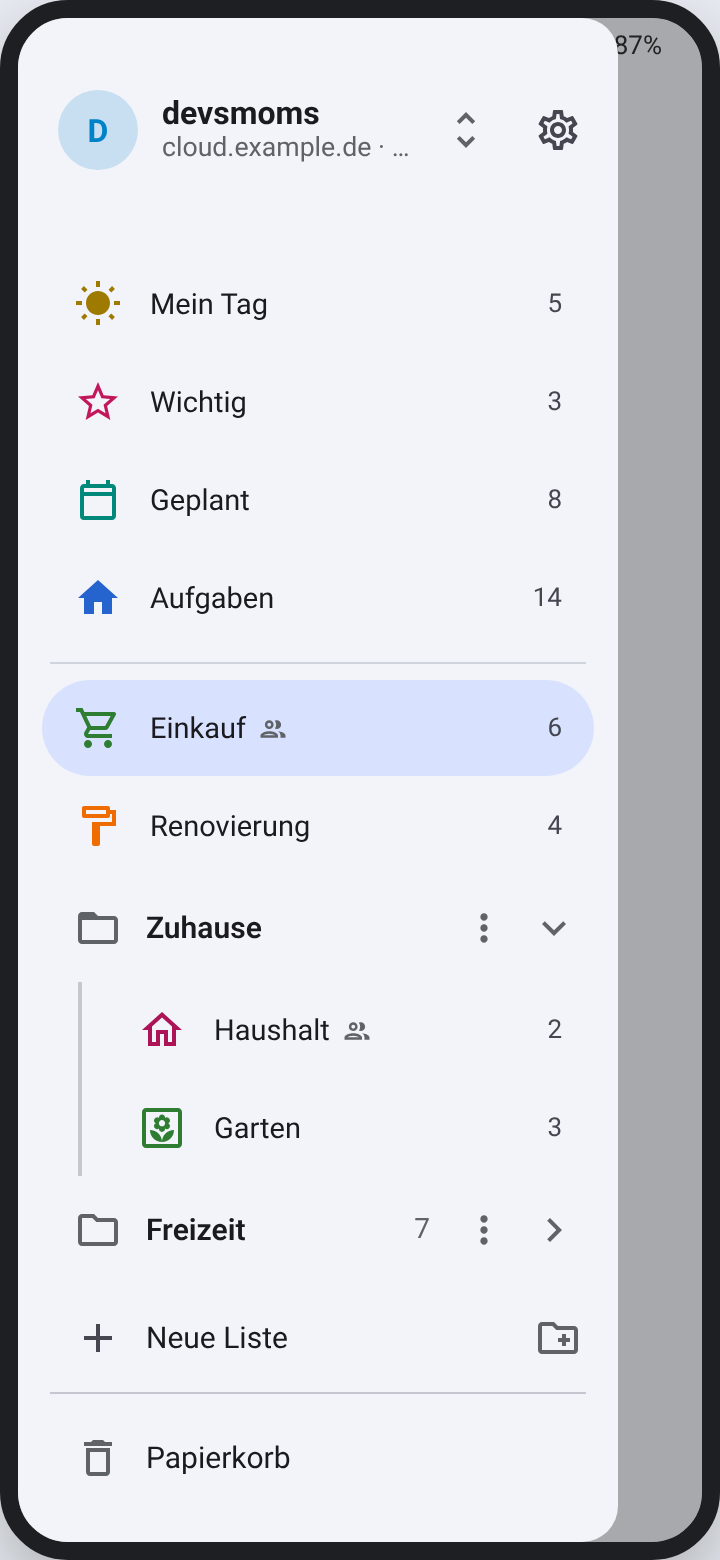 87%
D
devsmoms
cloud.example.de · ...
Mein Tag 5
Wichtig 3
Geplant 8
Aufgaben 14
Einkauf 6
Renovierung 4
Zuhause
Haushalt 2
Garten 3
Freizeit 7
Neue Liste
Papierkorb